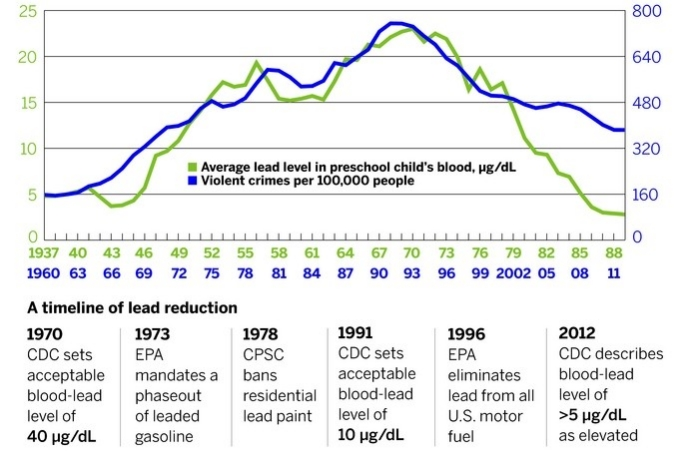 25 800
20 640
15 480
10 320
5 160
0 0
Average lead level in preschool child's blood, µg/dL
Violent crimes per 100,000 people
1937 40 43 46 49 52 55 58 61 64 67 70 73 76 79 82 85 88
1960 63 66 69 72 75 78 81 84 87 90 93 96 99 2002 05 08 11
A timeline of lead reduction
1970
CDC sets
acceptable
blood-lead
level of
40 µg/dL
1973
EPA
mandates a
phaseout
of leaded
gasoline
1978
CPSC
bans
residential
lead paint
1991
CDC sets
acceptable
blood-lead
level of
10 µg/dL
1996
EPA
eliminates
lead from all
U.S. motor
fuel
2012
CDC describes
blood-lead
level of
>5 µg/dL
as elevated